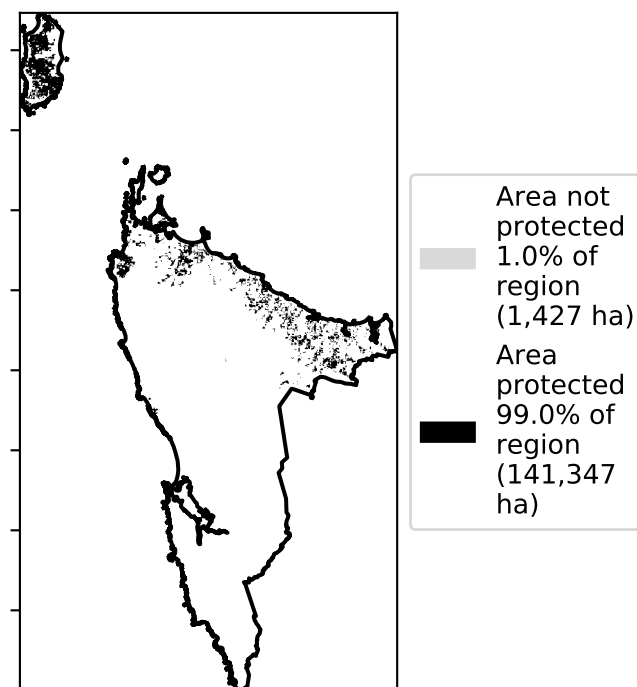 Area not
protected
1.0% of
region
(1,427 ha)
Area
protected
99.0% of
region
(141,347
ha)